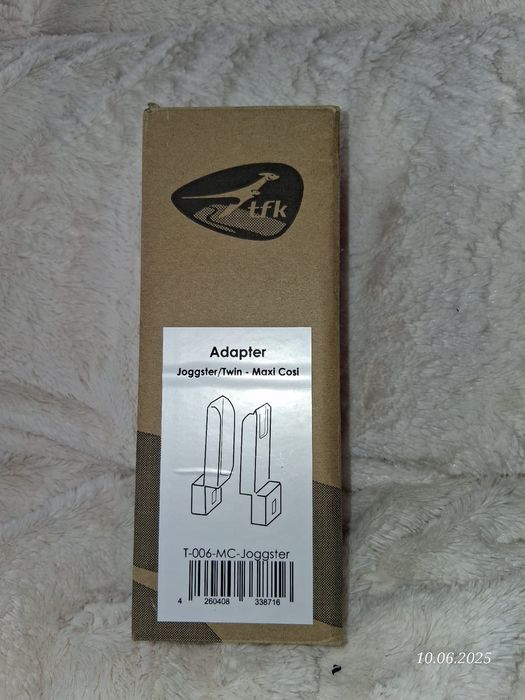 tfk
Adapter
Joggster/Twin - Maxi Cosi
T-006-MC-Joggster
4 260408 338716
10.06.2025